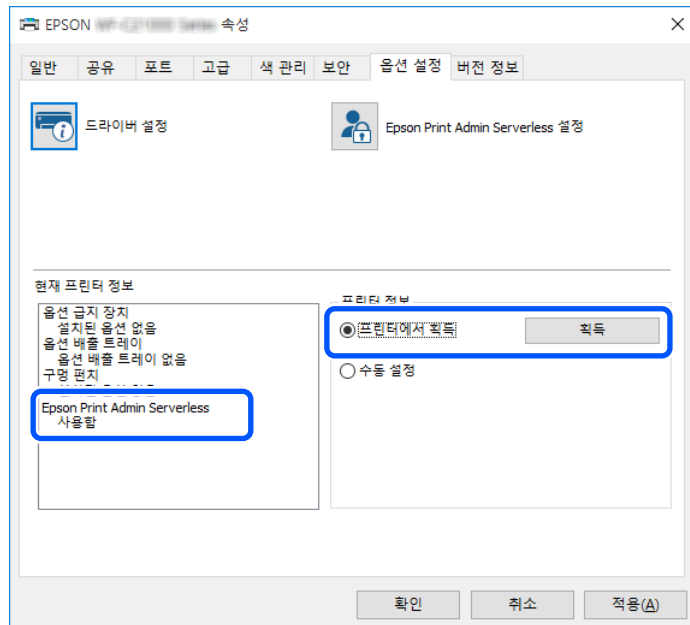 EPSON Series 속성
일반 공유 포트 고급 색 관리 보안 옵션 설정 버전 정보
드라이버 설정 Epson Print Admin Serverless 설정
현재 프린터 정보
옵션 급지 장치
설치된 옵션 없음
옵션 배출 트레이
옵션 배출 트레이 없음
구멍 펀치
Epson Print Admin Serverless
사용함
프린터 정보
프린터에서 획득 획득
수동 설정
확인 취소 적용(A)